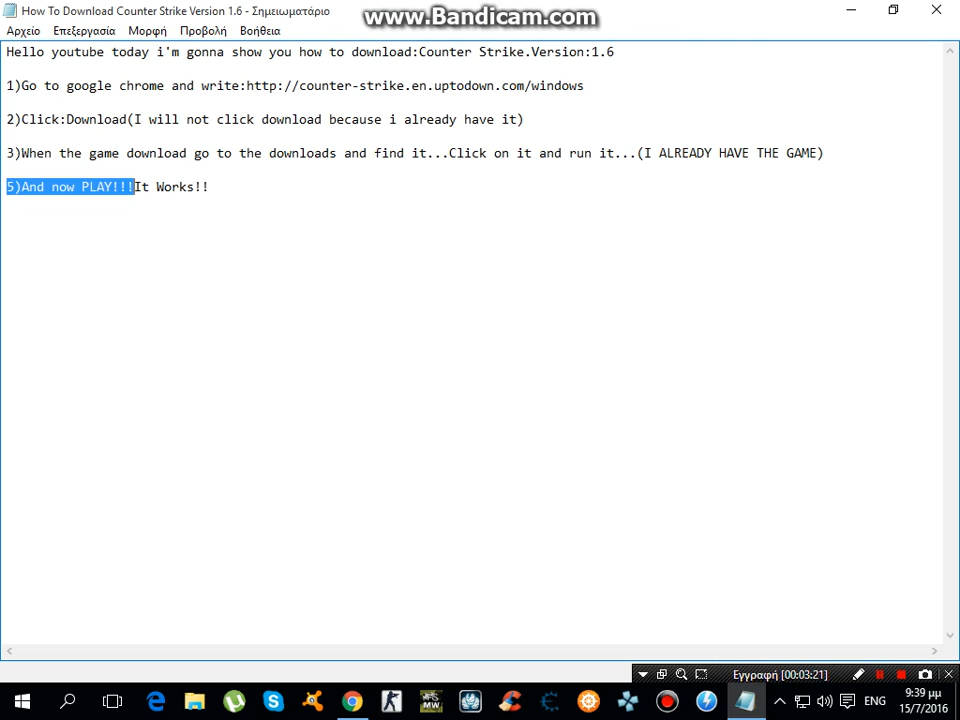 How To Download Counter Strike Version 1.6 - Σημειωματάριο
www.Bandicam.com
Αρχείο Επεξεργασία Μορφή Προβολή Βοήθεια
Hello youtube today i'm gonna show you how to download:Counter Strike.Version:1.6
1)Go to google chrome and write:http://counter-strike.en.uptodown.com/windows
2)Click:Download(I will not click download because i already have it)
3)When the game download go to the downloads and find it...Click on it and run it...(I ALREADY HAVE THE GAME)
5)And now PLAY!!!It Works!!
Εγγραφή [00:03:21]
MW
ENG
9:39 μμ
15/7/2016